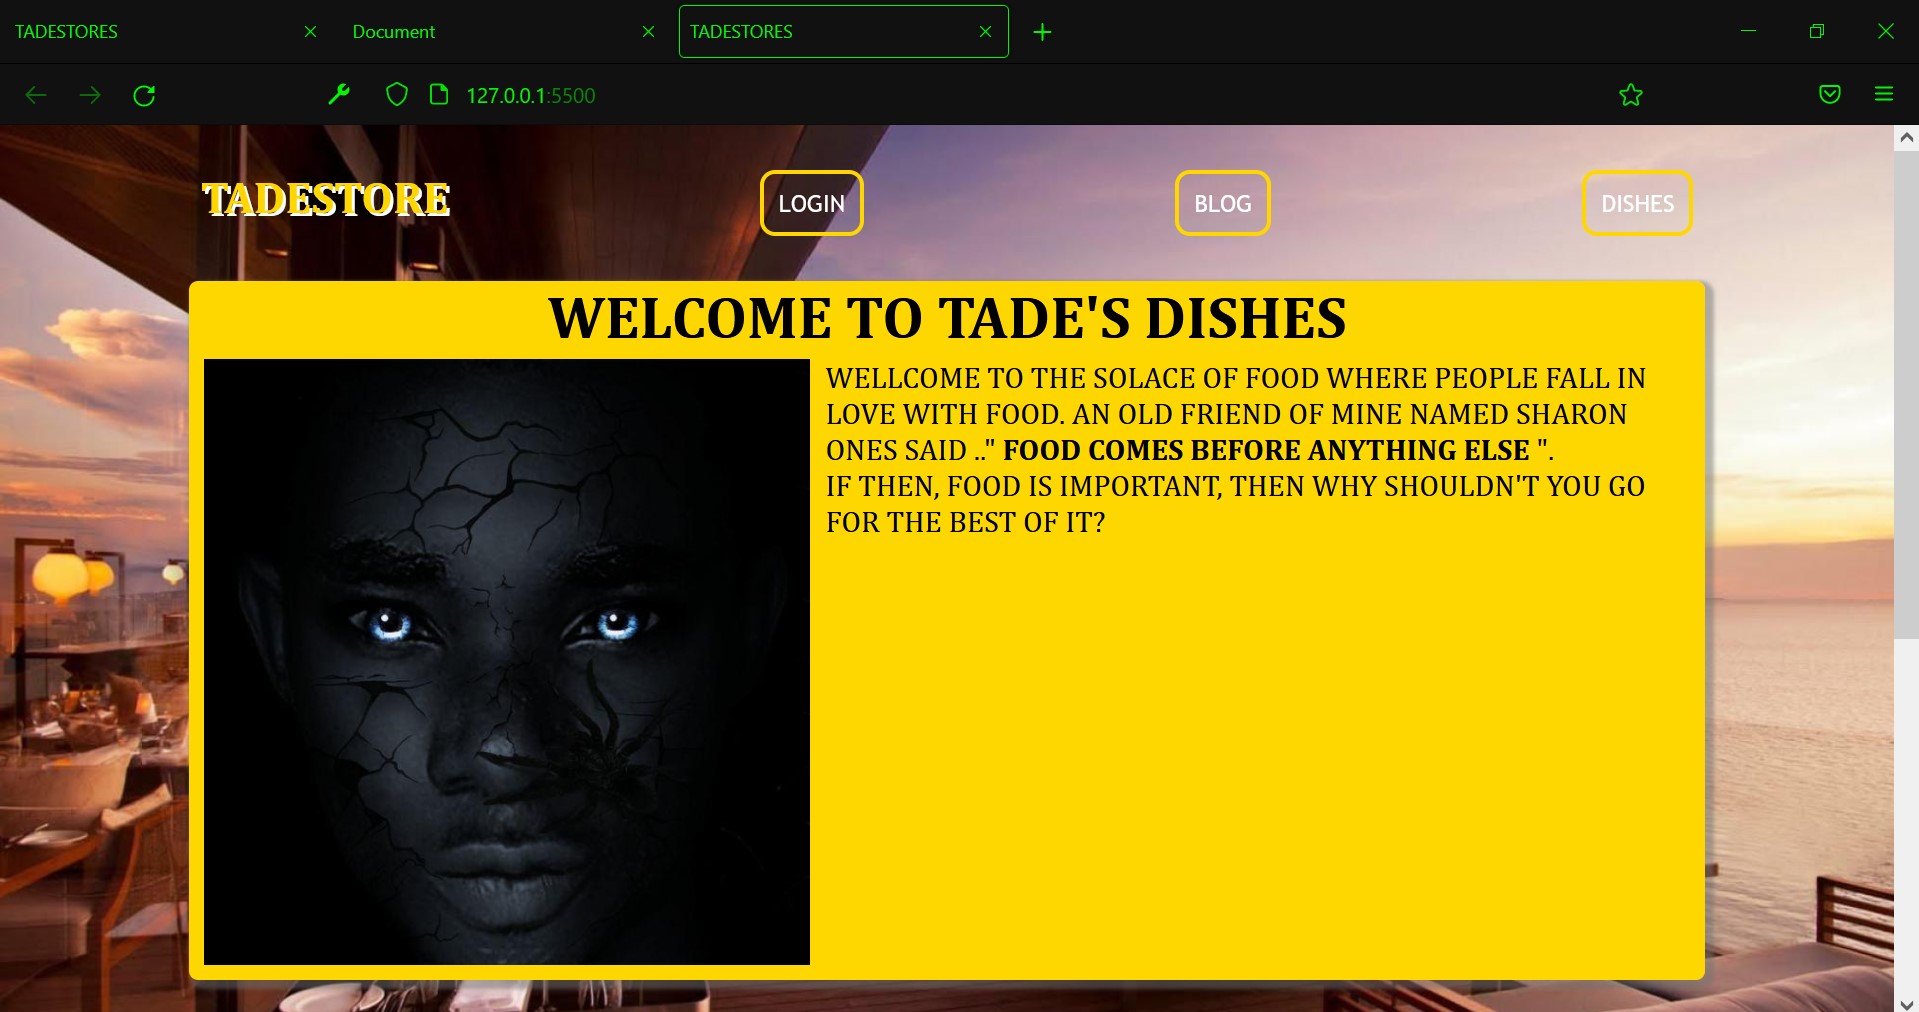 TADESTORES
Document
TADESTORES
127.0.0.1:5500
TADESTORE
LOGIN
BLOG
DISHES
WELCOME TO TADE'S DISHES
WELLCOME TO THE SOLACE OF FOOD WHERE PEOPLE FALL IN
LOVE WITH FOOD. AN OLD FRIEND OF MINE NAMED SHARON
ONES SAID .." FOOD COMES BEFORE ANYTHING ELSE ".
IF THEN, FOOD IS IMPORTANT, THEN WHY SHOULDN'T YOU GO
FOR THE BEST OF IT?